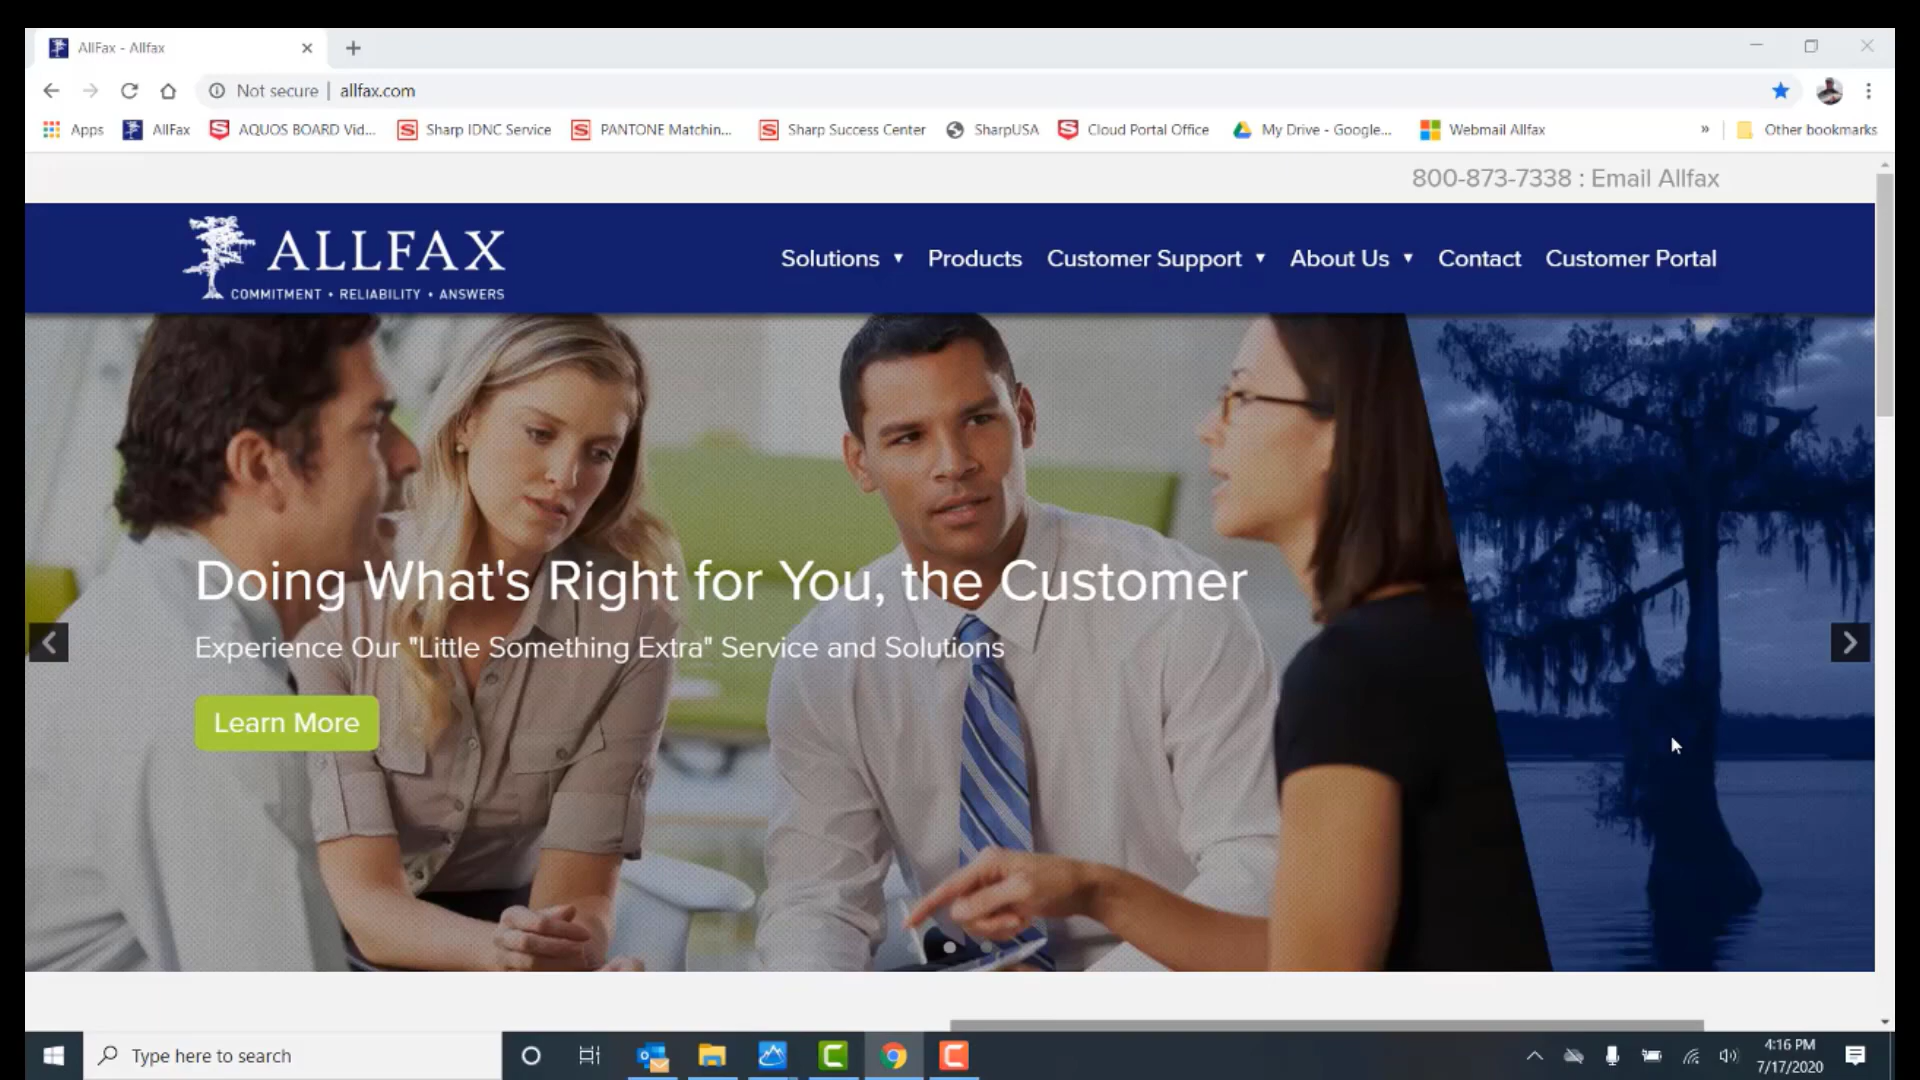 AllFax - Allfax
Not secure | allfax.com
Apps AllFax AQUOS BOARD Vid... Sharp IDNC Service PANTONE Matchin... Sharp Success Center SharpUSA Cloud Portal Office My Drive - Google... Webmail Allfax » Other bookmarks
800-873-7338 : Email Allfax
ALLFAX
COMMITMENT • RELIABILITY • ANSWERS
Solutions Products Customer Support About Us Contact Customer Portal
Doing What's Right for You, the Customer
Experience Our "Little Something Extra" Service and Solutions
Learn More
Type here to search
4:16 PM
7/17/2020